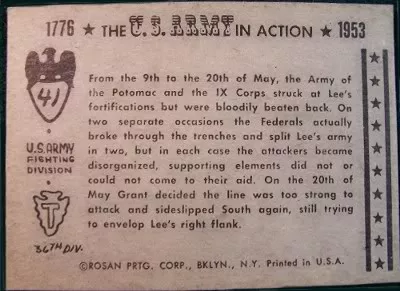 1776 ★ THE U.S. ARMY IN ACTION ★ 1953
41
U.S. ARMY
FIGHTING
DIVISION
T
36TH DIV.
From the 9th to the 20th of May, the Army of
the Potomac and the IX Corps struck at Lee's
fortifications but were bloodily beaten back. On
two separate occasions the Federals actually
broke through the trenches and split Lee's army
in two, but in each case the attackers became
disorganized, supporting elements did not or
could not come to their aid. On the 20th of
May Grant decided the line was too strong to
attack and sideslipped South again, still trying
to envelop Lee's right flank.
©ROSAN PRTG. CORP., BKLYN., N.Y. Printed in U.S.A.